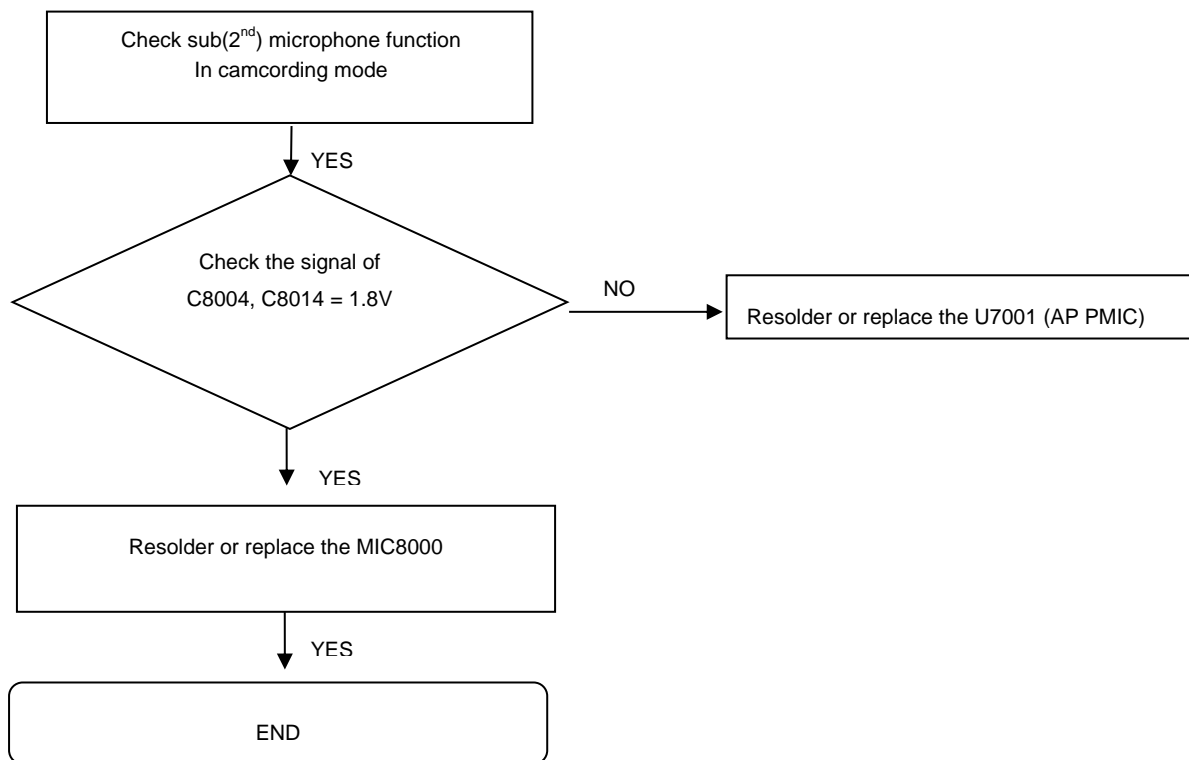 Check sub(2nd) microphone function
In camcording mode
YES
Check the signal of
C8004, C8014 = 1.8V
NO
Resolder or replace the U7001 (AP PMIC)
YES
Resolder or replace the MIC8000
YES
END